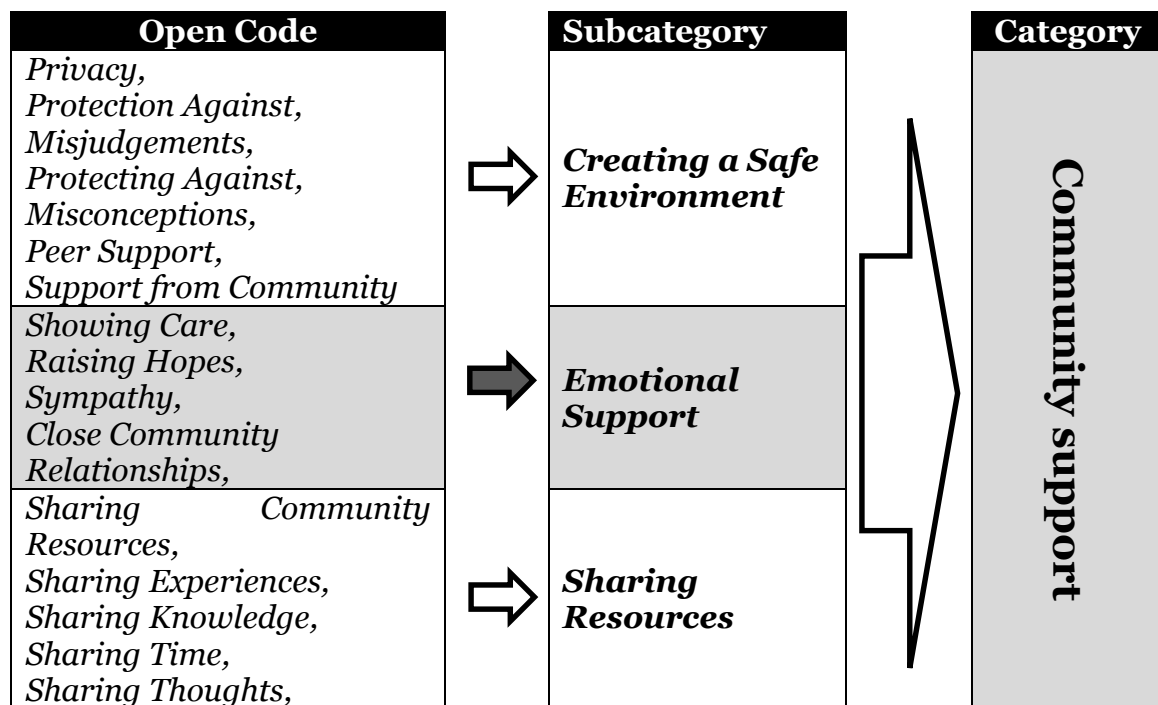 Open Code
Privacy,
Protection Against,
Misjudgements,
Protecting Against,
Misconceptions,
Peer Support,
Support from Community
Showing Care,
Raising Hopes,
Sympathy,
Close Community
Relationships,
Sharing Community
Resources,
Sharing Experiences,
Sharing Knowledge,
Sharing Time,
Sharing Thoughts,
Subcategory
Creating a Safe
Environment
Emotional
Support
Sharing
Resources
Category
Community support